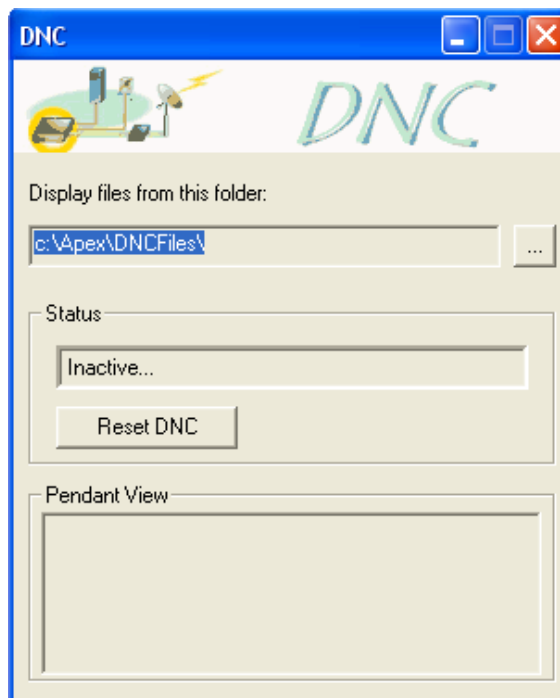 DNC
DNC
Display files from this folder:
c:\Apex\DNCFiles\
...
Status
Inactive...
Reset DNC
Pendant View